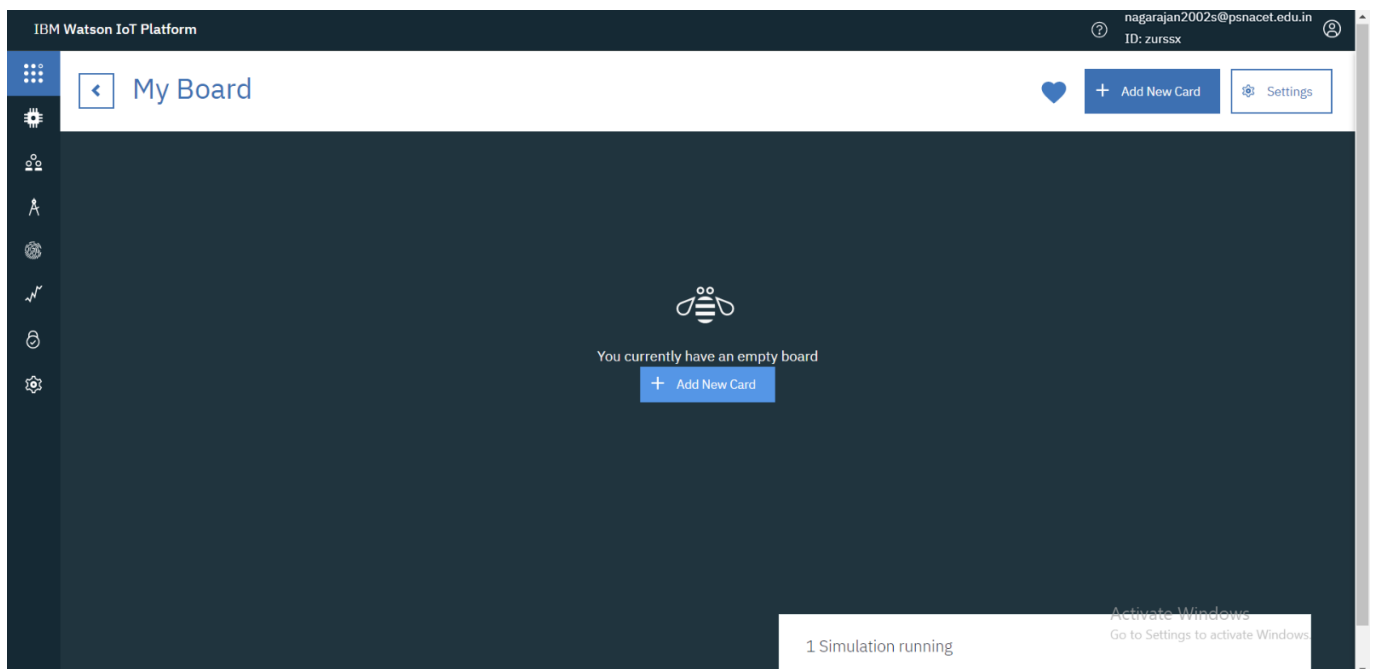 IBM Watson IoT Platform
nagarajan2002s@psnacet.edu.in
ID: zurssx
My Board
Add New Card
Settings
You currently have an empty board
Add New Card
Activate Windows
Go to Settings to activate Windows.
1 Simulation running